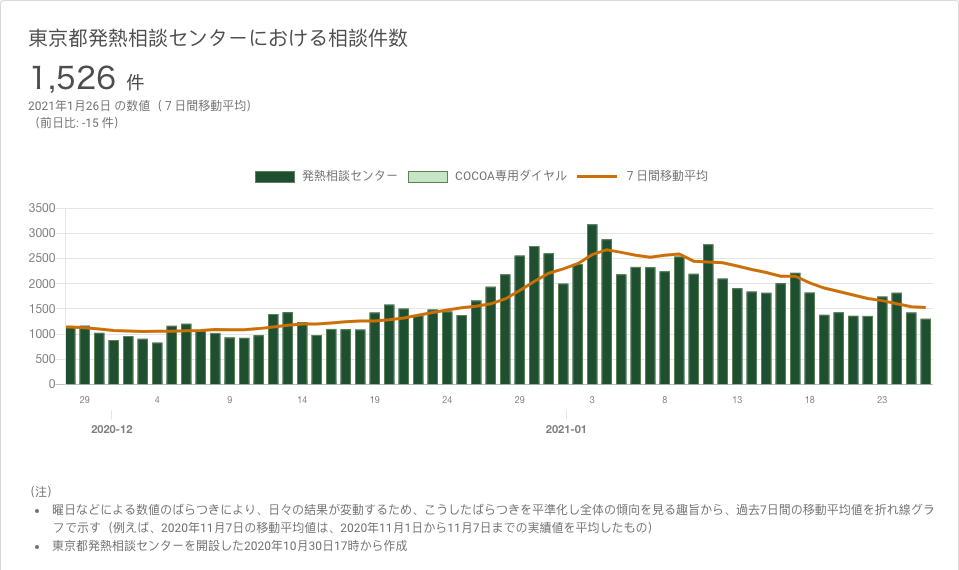 東京都発熱相談センターにおける相談件数
1,526 件
2021年1月26日 の数値（７日間移動平均）
（前日比: -15 件）
発熱相談センター COCOA専用ダイヤル ７日間移動平均
3500
3000
2500
2000
1500
1000
500
0
29 4 9 14 19 24 29 3 8 13 18 23
2020-12 2021-01
（注）
• 曜日などによる数値のばらつきにより、日々の結果が変動するため、こうしたばらつきを平準化し全体の傾向を見る趣旨から、過去7日間の移動平均値を折れ線グラ
フで示す（例えば、2020年11月7日の移動平均値は、2020年11月1日から11月7日までの実績値を平均したもの）
• 東京都発熱相談センターを開設した2020年10月30日17時から作成